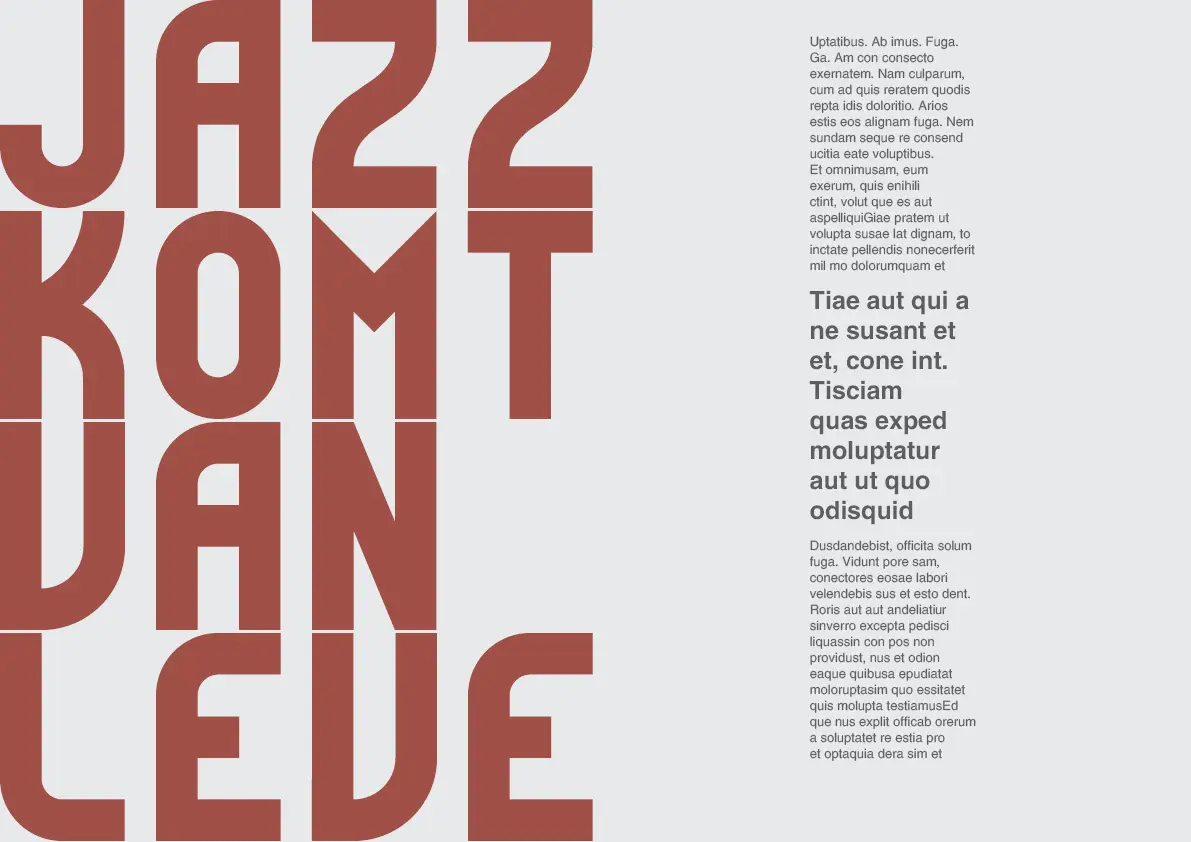 JAZZ
KOMT
VAN
LEVE
Uptatibus. Ab imus. Fuga.
Ga. Am con consecto
exernatem. Nam culparum,
cum ad quis reratem quodis
repta idis doloritio. Arios
estis eos alignam fuga. Nem
sundam seque re consend
ucitia eate voluptibus.
Et omnimusam, eum
exerum, quis enihili
ctint, volut que es aut
aspelliquiGiae pratem ut
volupta susae lat dignam, to
inctate pellendis nonecerferit
mil mo dolorumquam et
Tiae aut qui a
ne susant et
et, cone int.
Tisciam
quas exped
moluptatur
aut ut quo
odisquid
Dusdandebist, officita solum
fuga. Vidunt pore sam,
conectores eosae labori
velendebis sus et esto dent.
Roris aut aut andeliatiur
sinverro excepta pedisci
liquassin con pos non
providust, nus et odion
eaque quibusa epudiatat
moloruptasim quo essitatet
quis molupta testiamusEd
que nus explit officab orerum
a soluptatet re estia pro
et optaquia dera sim et